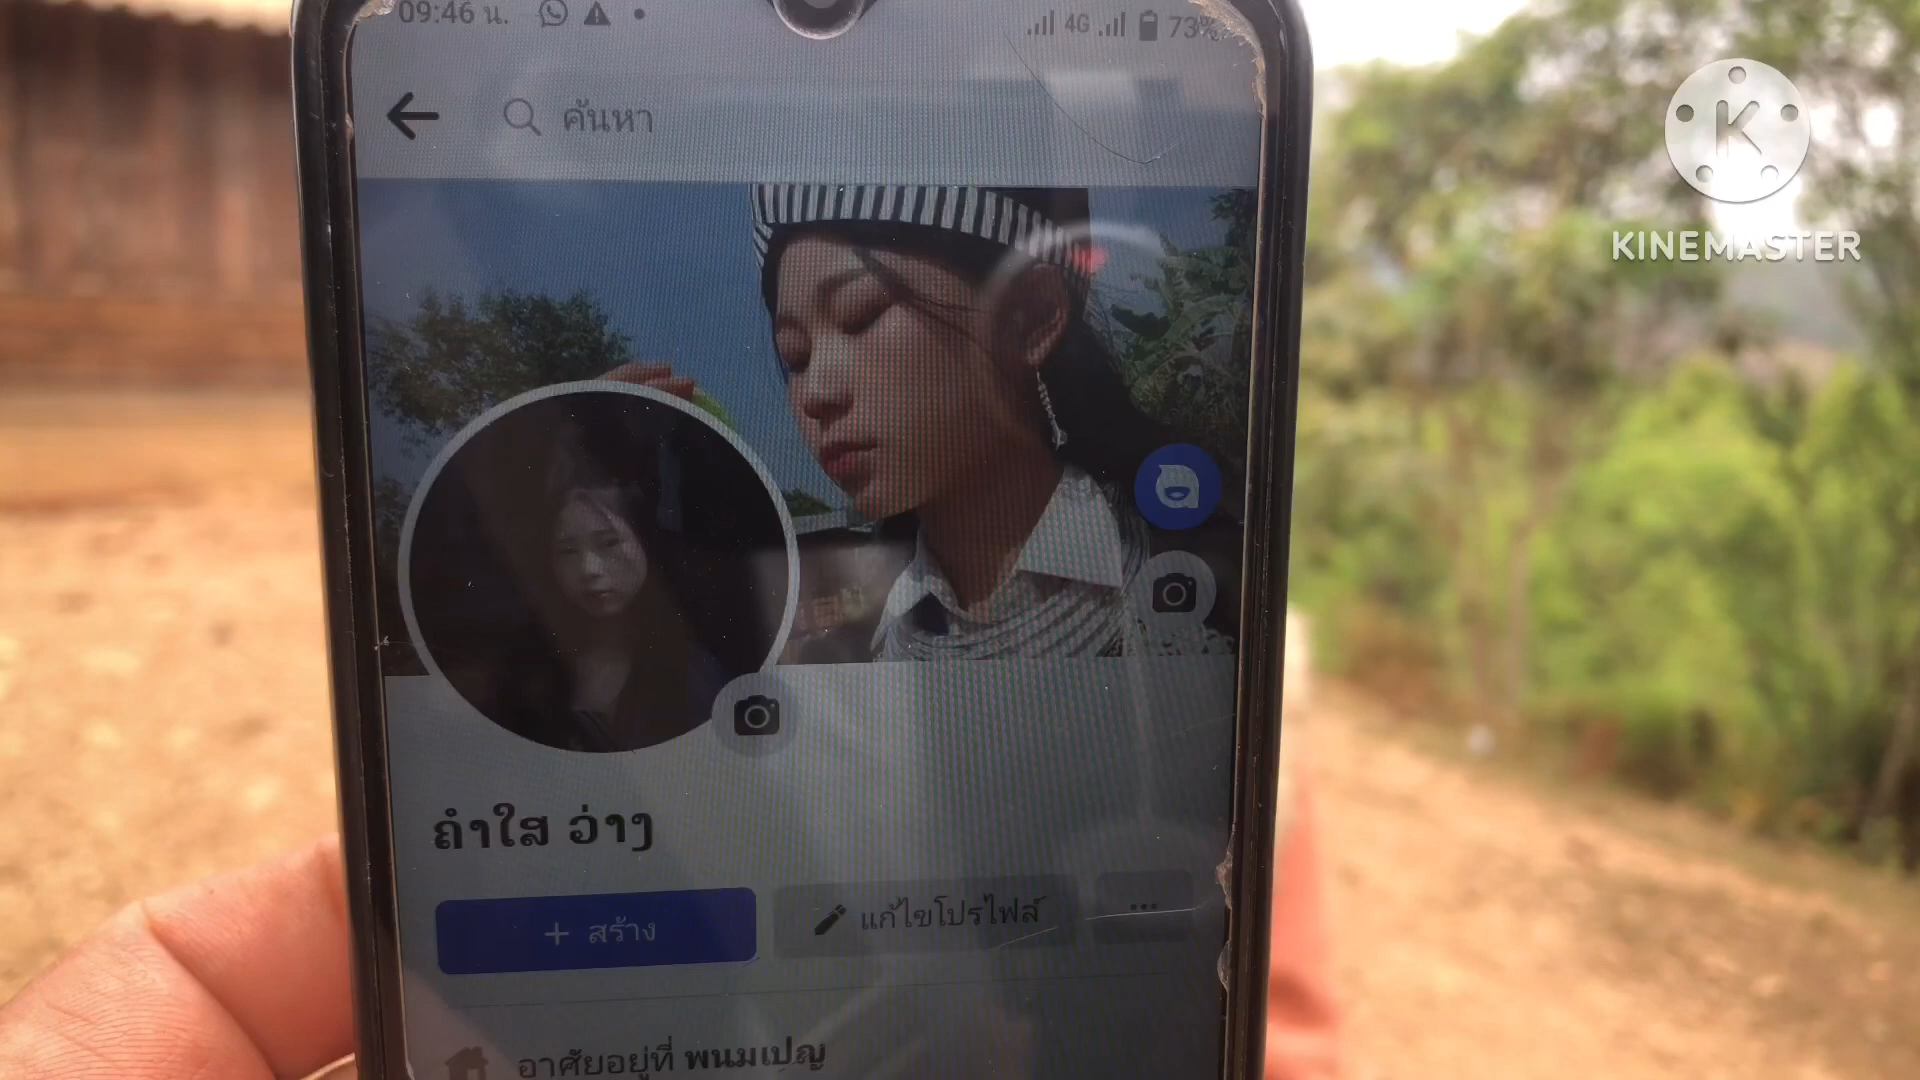 09:46 น.
4G 73%
ค้นหา
KINEMASTER
ຄຳໃສ ວ່າງ
+ สร้าง
แก้ไขโปรไฟล์
...
อาศัยอยู่ที่ พนมเปญ